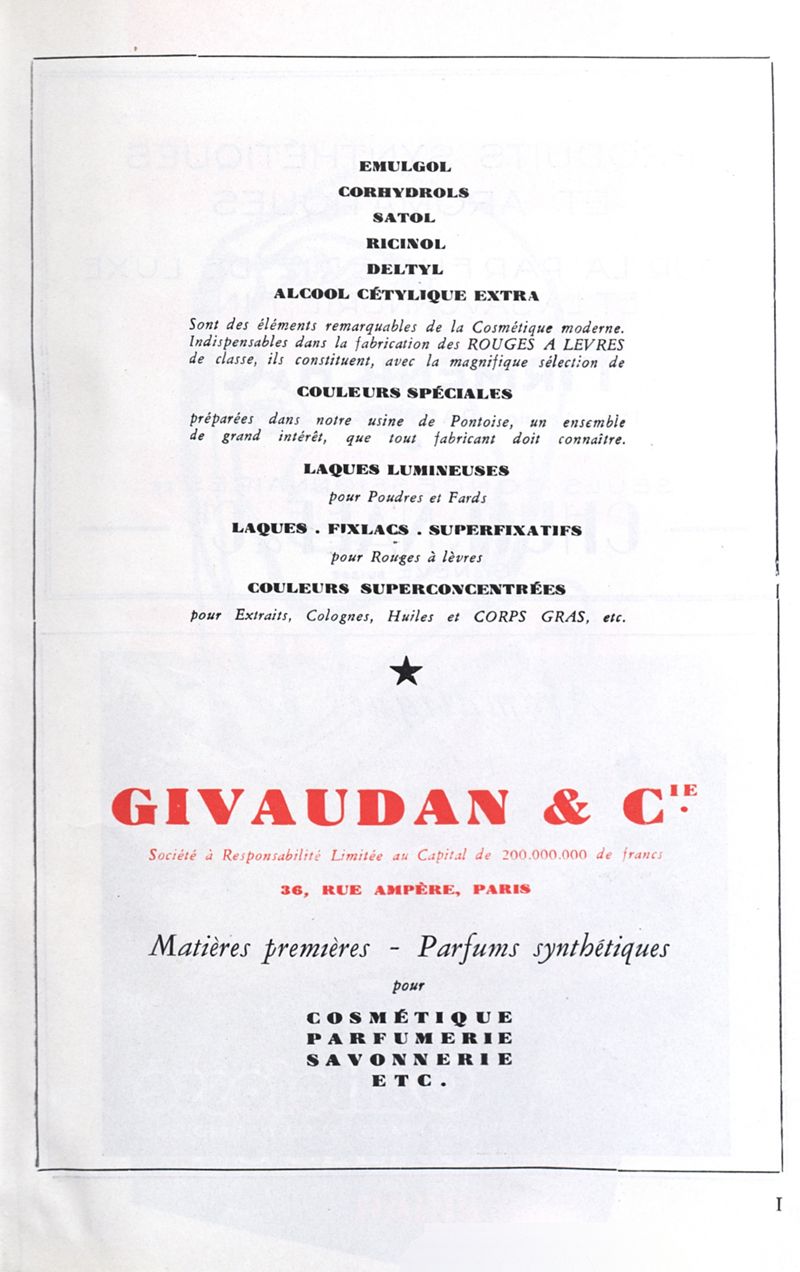 EMULGOL
CORHYDROLS
SATOL
RICINOL
DELTYL
ALCOOL CÉTYLIQUE EXTRA
Sont des éléments remarquables de la Cosmétique moderne.
Indispensables dans la fabrication des ROUGES A LEVRES
de classe, ils constituent, avec la magnifique sélection de
COULEURS SPÉCIALES
préparées dans notre usine de Pontoise, un ensemble
de grand intérêt, que tout fabricant doit connaître.
LAQUES LUMINEUSES
pour Poudres et Fards
LAQUES . FIXLACS . SUPERFIXATIFS
pour Rouges à lèvres
COULEURS SUPERCONCENTRÉES
pour Extraits, Colognes, Huiles et CORPS GRAS, etc.
GIVAUDAN & CIE.
Société à Responsabilité Limitée au Capital de 200.000.000 de francs
36, RUE AMPÈRE, PARIS
Matières premières - Parfums synthétiques
pour
COSMÉTIQUE
PARFUMERIE
SAVONNERIE
ETC.
I